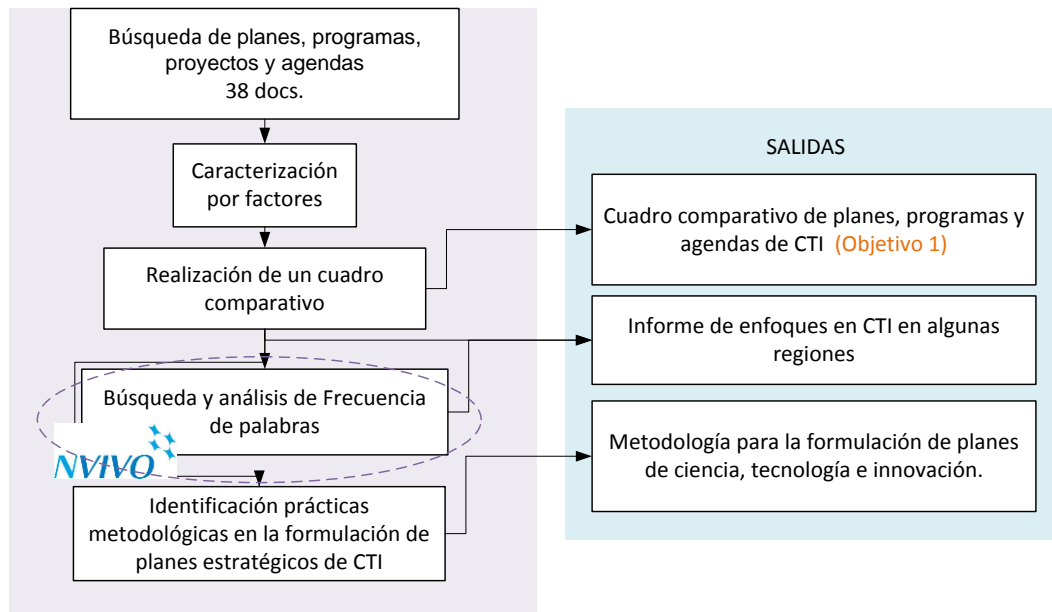 Búsqueda de planes, programas,
proyectos y agendas
38 docs.
Caracterización
por factores
Realización de un cuadro
comparativo
Búsqueda y análisis de Frecuencia
de palabras
NVIVO
Identificación prácticas
metodológicas en la formulación de
planes estratégicos de CTI
SALIDAS
Cuadro comparativo de planes, programas y
agendas de CTI (Objetivo 1)
Informe de enfoques en CTI en algunas
regiones
Metodología para la formulación de planes
de ciencia, tecnología e innovación.